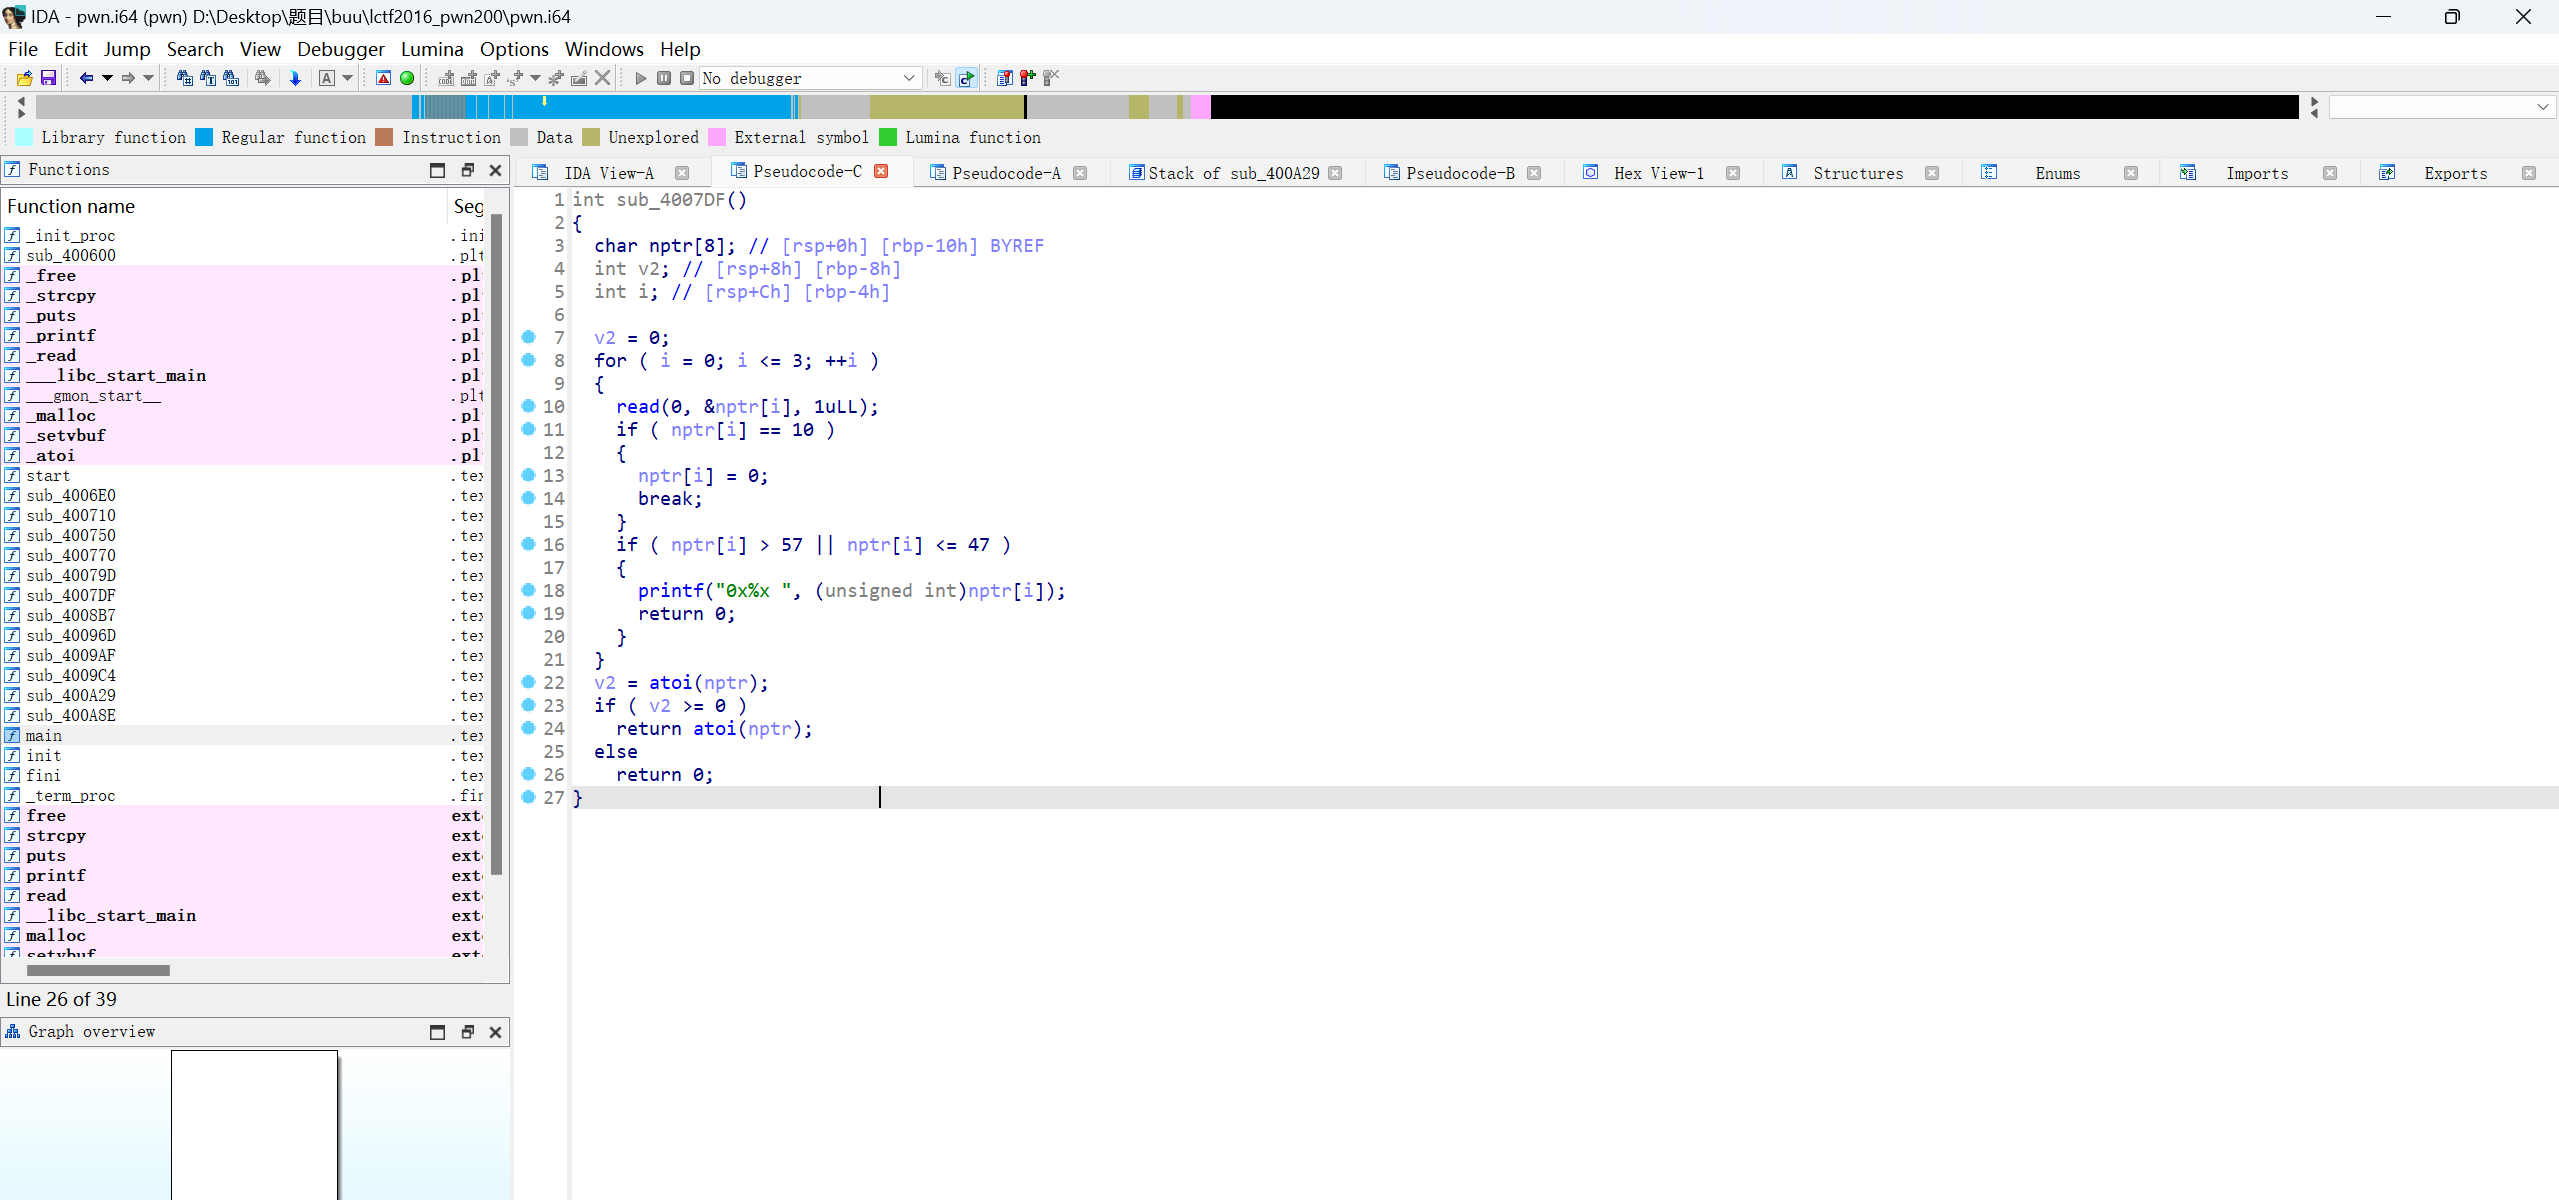 IDA - pwn.i64 (pwn) D:\Desktop\题目\buu\lctf2016_pwn200\pwn.i64
File Edit Jump Search View Debugger Lumina Options Windows Help
No debugger
Library function Regular function Instruction Data Unexplored External symbol Lumina function
Functions
IDA View-A Pseudocode-C Pseudocode-A Stack of sub_400A29 Pseudocode-B Hex View-1 Structures Enums Imports Exports
Function name Seg
_init_proc .ini
sub_400600 .plt
_free .pl
_strcpy .pl
_puts .pl
_printf .pl
_read .pl
___libc_start_main .pl
___gmon_start__ .plt
_malloc .pl
_setvbuf .pl
_atoi .pl
start .tex
sub_4006E0 .tex
sub_400710 .tex
sub_400750 .tex
sub_400770 .tex
sub_40079D .tex
sub_4007DF .tex
sub_4008B7 .tex
sub_40096D .tex
sub_4009AF .tex
sub_4009C4 .tex
sub_400A29 .tex
sub_400A8E .tex
main .tex
init .tex
fini .tex
_term_proc .fin
free ext
strcpy ext
puts ext
printf ext
read ext
__libc_start_main ext
malloc ext
setvbuf ext
Line 26 of 39
Graph overview
1 int sub_4007DF()
2 {
3 char nptr[8]; // [rsp+0h] [rbp-10h] BYREF
4 int v2; // [rsp+8h] [rbp-8h]
5 int i; // [rsp+Ch] [rbp-4h]
6
7 v2 = 0;
8 for ( i = 0; i <= 3; ++i )
9 {
10 read(0, &nptr[i], 1uLL);
11 if ( nptr[i] == 10 )
12 {
13 nptr[i] = 0;
14 break;
15 }
16 if ( nptr[i] > 57 || nptr[i] <= 47 )
17 {
18 printf("0x%x ", (unsigned int)nptr[i]);
19 return 0;
20 }
21 }
22 v2 = atoi(nptr);
23 if ( v2 >= 0 )
24 return atoi(nptr);
25 else
26 return 0;
27 }